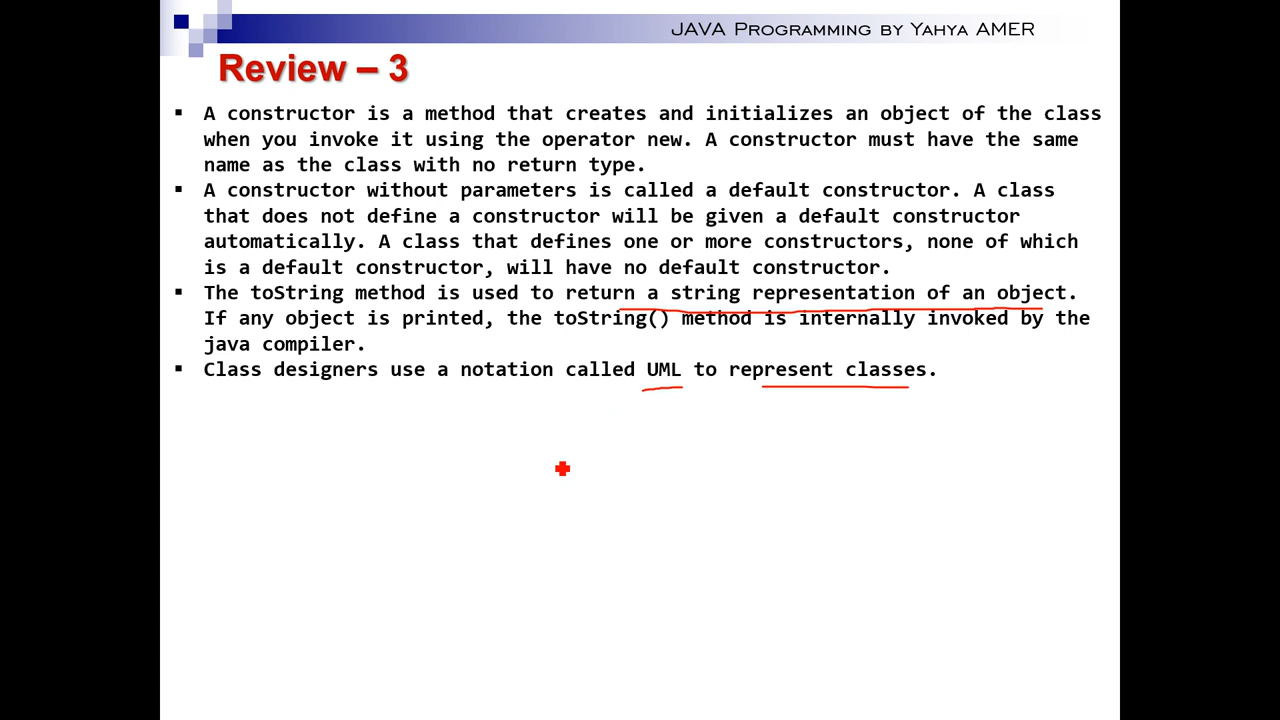 JAVA Programming by Yahya AMER
Review – 3
▪ A constructor is a method that creates and initializes an object of the class
when you invoke it using the operator new. A constructor must have the same
name as the class with no return type.
▪ A constructor without parameters is called a default constructor. A class
that does not define a constructor will be given a default constructor
automatically. A class that defines one or more constructors, none of which
is a default constructor, will have no default constructor.
▪ The toString method is used to return a string representation of an object.
If any object is printed, the toString() method is internally invoked by the
java compiler.
▪ Class designers use a notation called UML to represent classes.